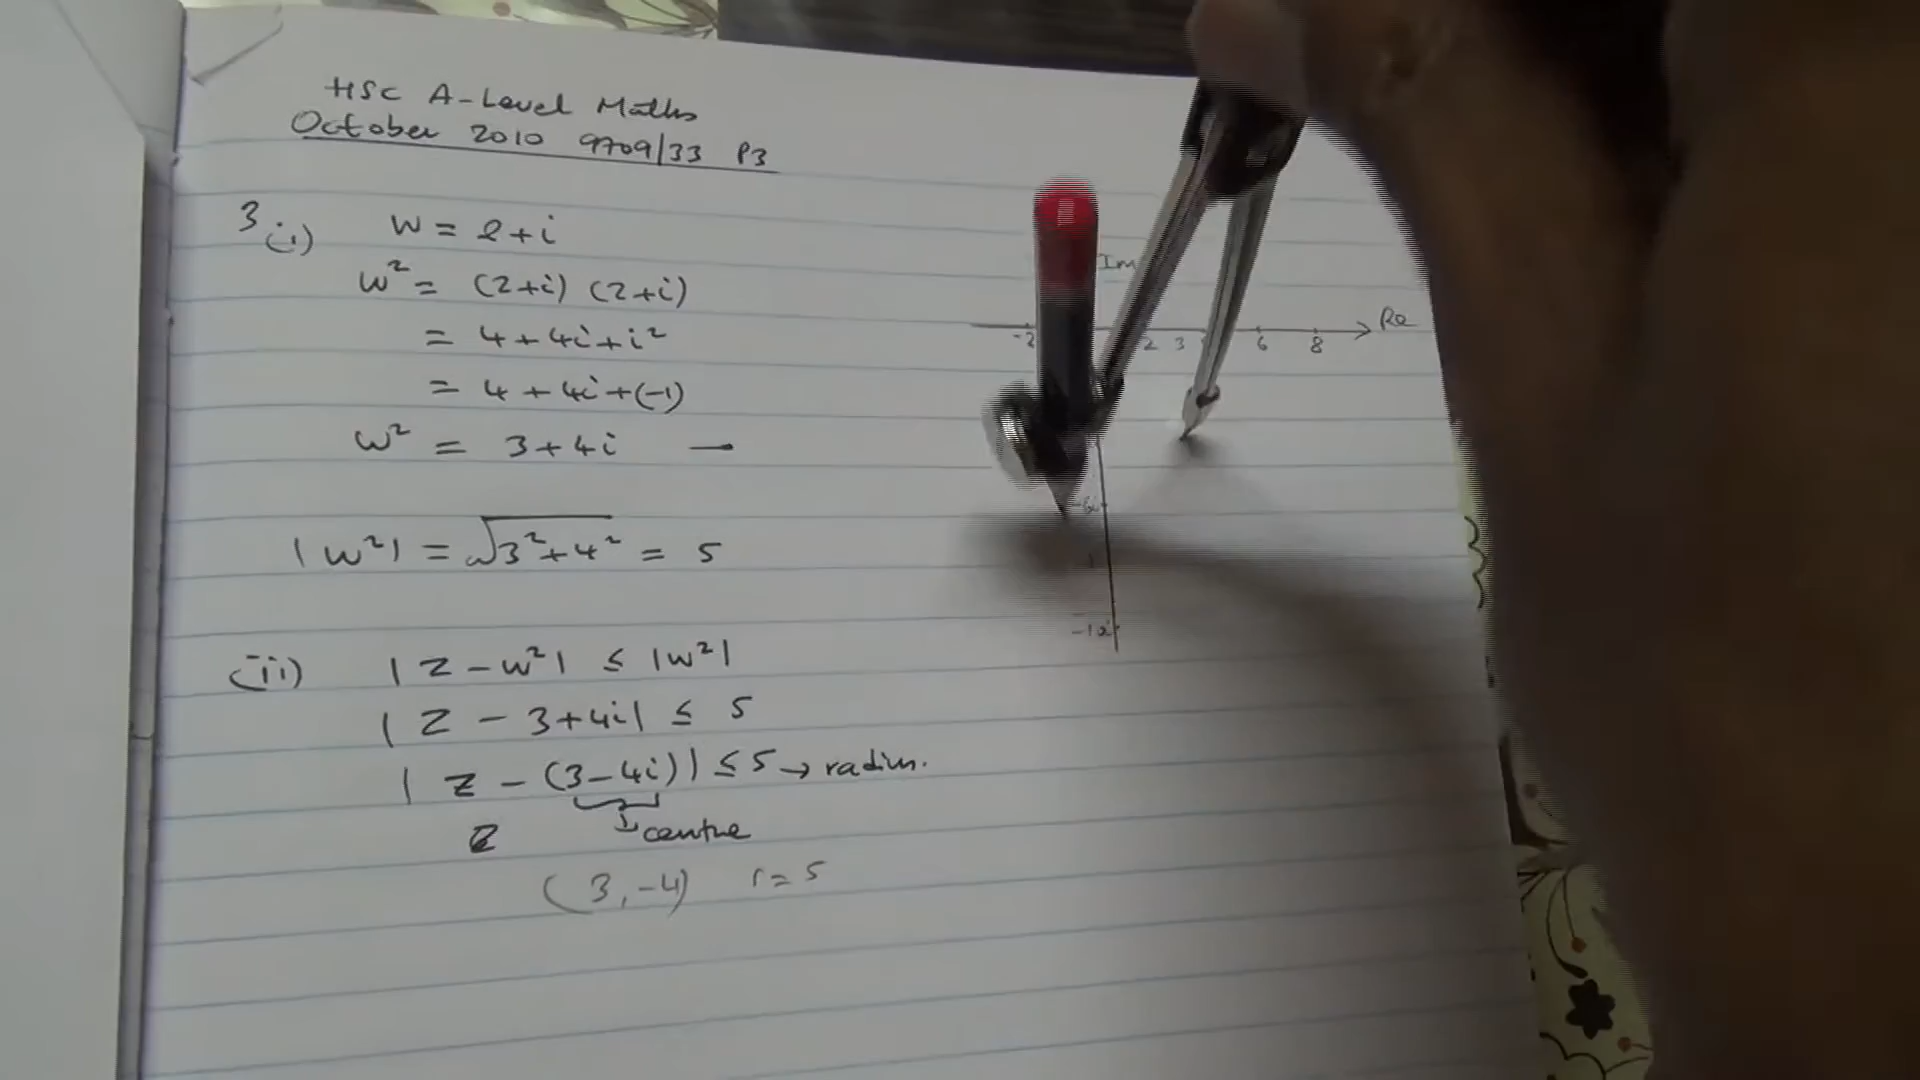 HSC A-Level Maths
October 2010 9709/33 P3
3(i) W = 2+i
W² = (2+i) (2+i)
= 4+4i+i²
= 4+4i+(-1)
W² = 3+4i —
|W²| = √3²+4² = 5
(ii) |Z-W²| ≤ |W²|
|Z - 3+4i| ≤ 5
|Z - (3-4i)| ≤ 5 → radius.
↓ centre
(3,-4) r=5
Im
Re
-2 2 3 6 8
-10